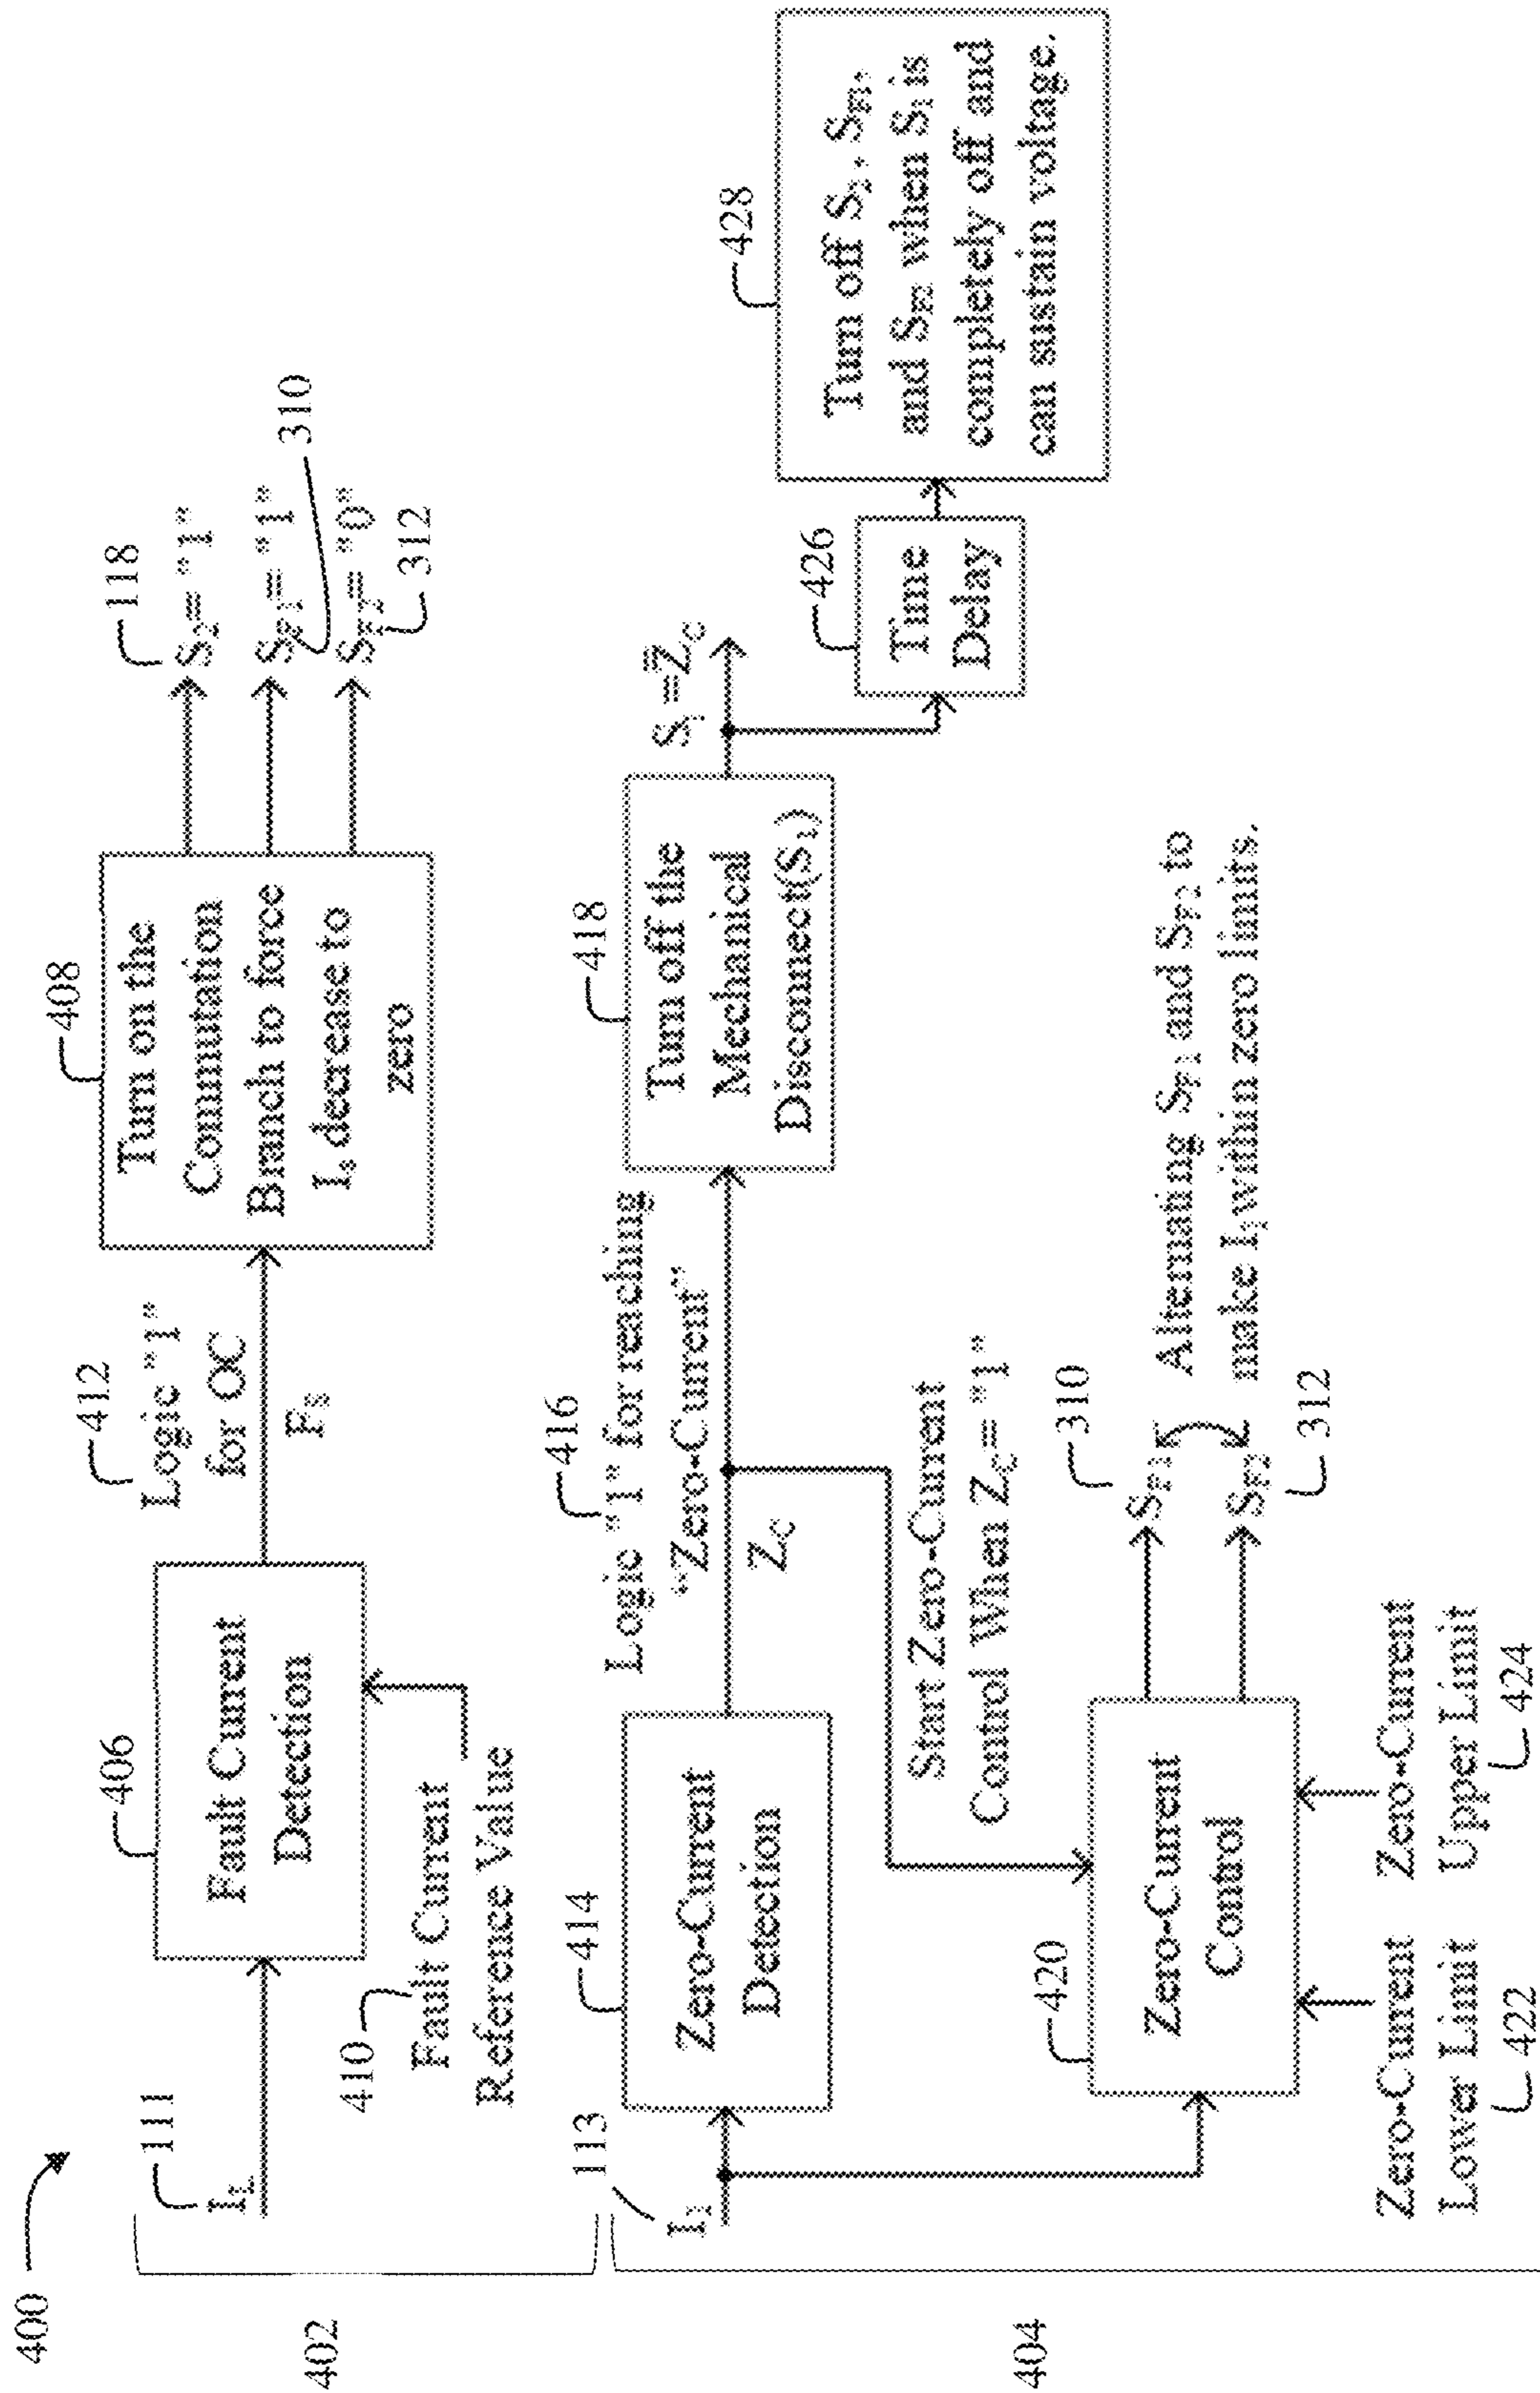 400
402
111
I_L
406
Fault Current
Detection
410
Fault Current
Reference Value
412
Logic "1"
for OC
F_S
408
Turn on the
Commutation
Branch to force
decrease to
zero
118
S_2="1"
S_F1="1"
310
S_F2="0"
312
404
113
I_1
414
Zero-Current
Detection
416
Logic "1" for reaching
"Zero-Current"
Z_C
418
Turn off the
Mechanical
Disconnect(S_1)
S_1=Z̅_C
426
Time
Delay
428
Turn off S_2, S_F1,
and S_F2 when S_1 is
completely off and
can sustain voltage.
Start Zero-Current
Control When Z_C="1"
420
Zero-Current
Control
Zero-Current
Lower Limit
422
Zero-Current
Upper Limit
424
310
S_F1
S_F2
312
Alternating S_F1 and S_F2 to
make I_1 within zero limits.